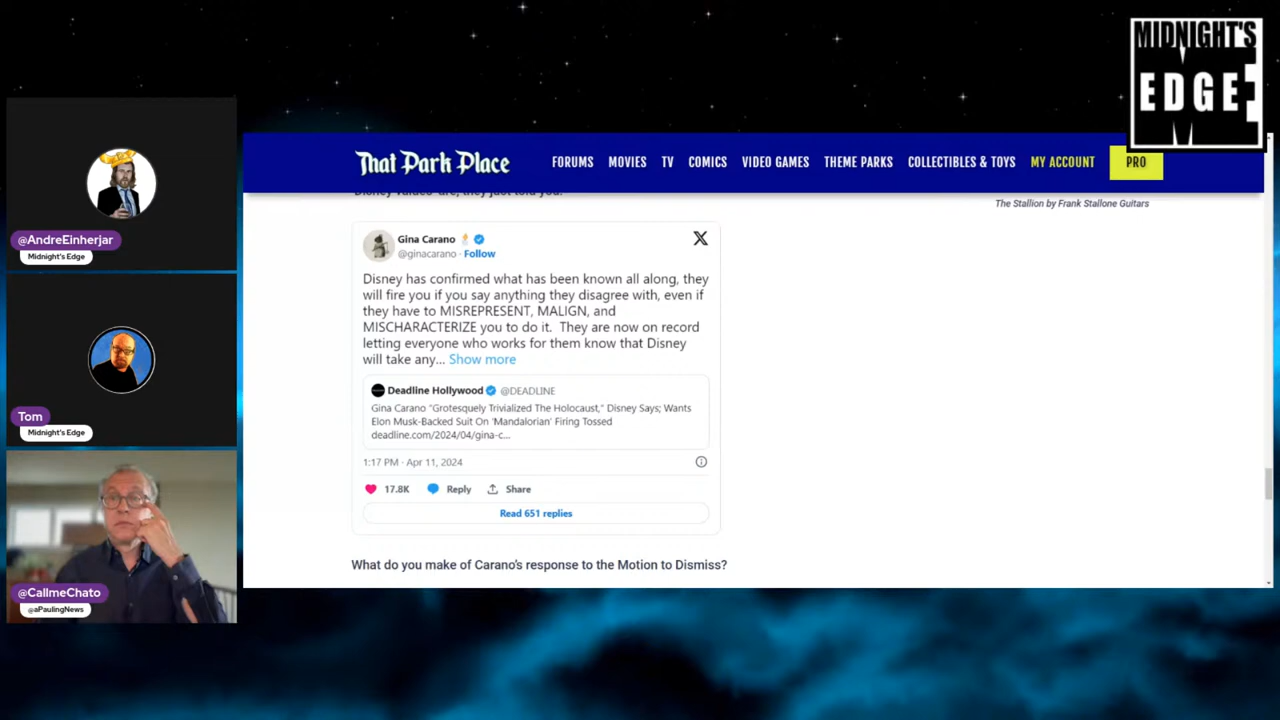 MIDNIGHT'S
EDGE
That Park Place
FORUMS MOVIES TV COMICS VIDEO GAMES THEME PARKS COLLECTIBLES & TOYS MY ACCOUNT PRO
they just told you.
The Stallion by Frank Stallone Guitars
@AndreEinherjar
Midnight's Edge
Tom
Midnight's Edge
@CallmeChato
@aPaulingNews
Gina Carano
@ginacarano · Follow
Disney has confirmed what has been known all along, they
will fire you if you say anything they disagree with, even if
they have to MISREPRESENT, MALIGN, and
MISCHARACTERIZE you to do it. They are now on record
letting everyone who works for them know that Disney
will take any... Show more
Deadline Hollywood @DEADLINE
Gina Carano "Grotesquely Trivialized The Holocaust," Disney Says; Wants
Elon Musk-Backed Suit On 'Mandalorian' Firing Tossed
deadline.com/2024/04/gina-c...
1:17 PM · Apr 11, 2024
17.8K Reply Share
Read 651 replies
What do you make of Carano's response to the Motion to Dismiss?